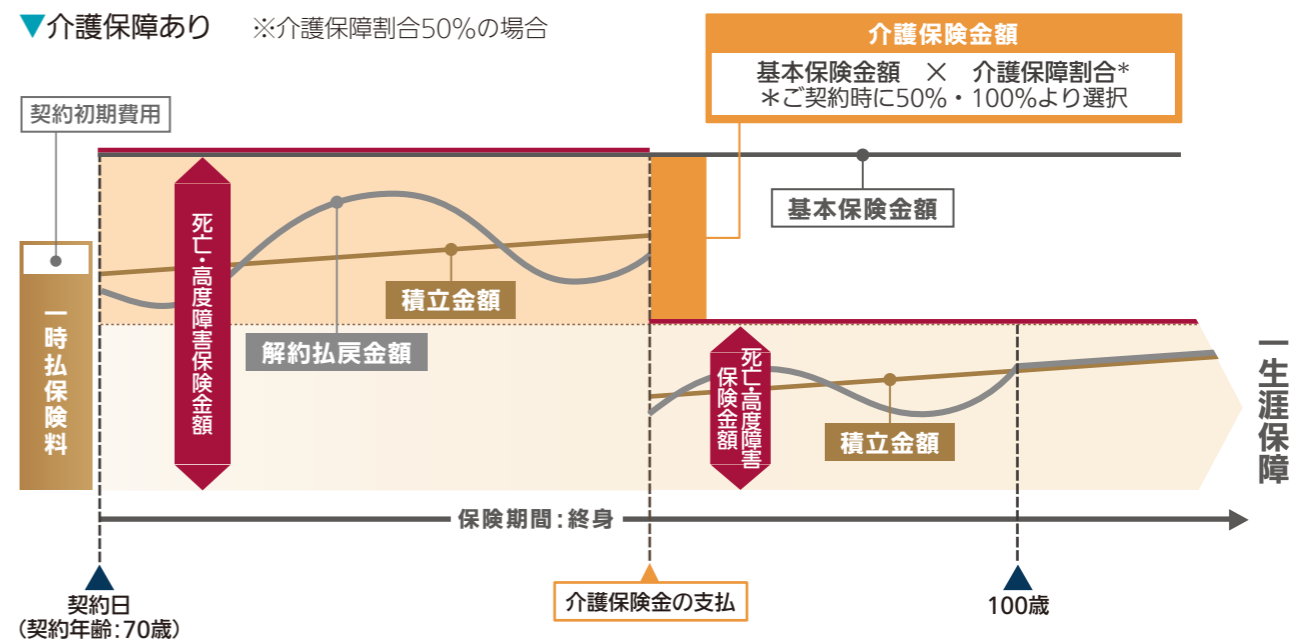 ▼介護保障あり ※介護保障割合50％の場合
介護保険金額
基本保険金額 × 介護保障割合*
＊ご契約時に50％・100％より選択
契約初期費用
基本保険金額
死亡・高度障害保険金額
積立金額
解約払戻金額
一時払保険料
死亡・高度障害
保険金額
積立金額
一生涯保障
保険期間：終身
契約日
（契約年齢：70歳）
介護保険金の支払
100歳